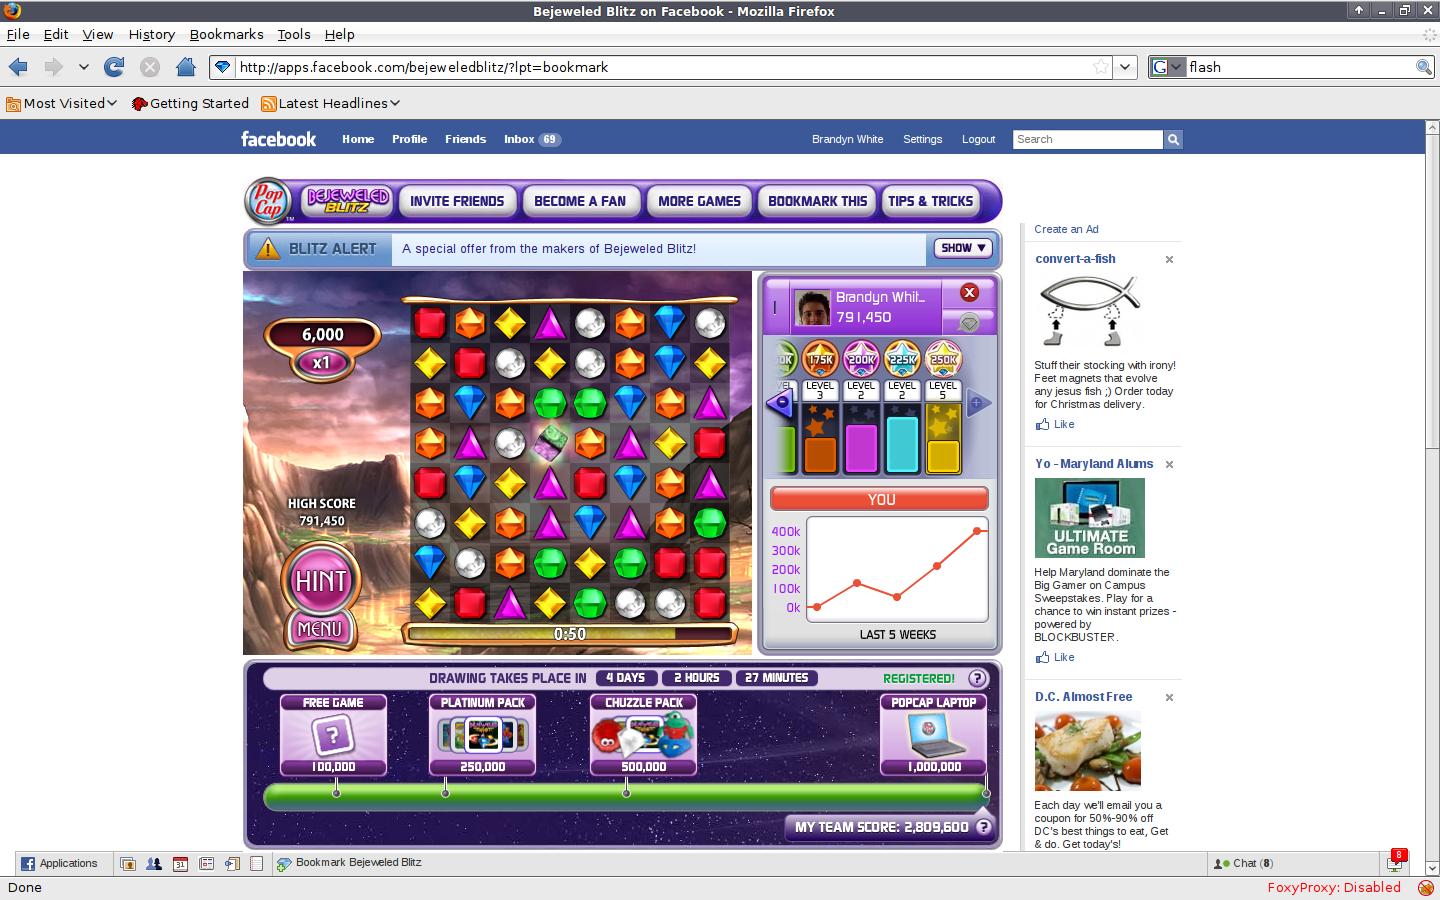 Bejeweled Blitz on Facebook - Mozilla Firefox
File Edit View History Bookmarks Tools Help
http://apps.facebook.com/bejeweledblitz/?lpt=bookmark
G flash
Most Visited Getting Started Latest Headlines
facebook Home Profile Friends Inbox 69 Brandyn White Settings Logout Search
Pop Cap TM BEJEWELED BLITZ INVITE FRIENDS BECOME A FAN MORE GAMES BOOKMARK THIS TIPS & TRICKS
BLITZ ALERT A special offer from the makers of Bejeweled Blitz! SHOW
6,000
x1
HIGH SCORE
791,450
HINT
MENU
0:50
1 Brandyn Whit...
791,450
175K 200K 225K 250K
LEVEL 3 LEVEL 2 LEVEL 2 LEVEL 5
YOU
400k
300k
200k
100k
0k
LAST 5 WEEKS
DRAWING TAKES PLACE IN 4 DAYS 2 HOURS 27 MINUTES REGISTERED! ?
FREE GAME PLATINUM PACK CHUZZLE PACK POPCAP LAPTOP
?
100,000 250,000 500,000 1,000,000
MY TEAM SCORE: 2,809,600 ?
Create an Ad
convert-a-fish
Stuff their stocking with irony!
Feet magnets that evolve
any jesus fish ;) Order today
for Christmas delivery.
Like
Yo - Maryland Alums
ULTIMATE
Game Room
Help Maryland dominate the
Big Gamer on Campus
Sweepstakes. Play for a
chance to win instant prizes -
powered by
BLOCKBUSTER.
Like
D.C. Almost Free
Each day we'll email you a
coupon for 50%-90% off
DC's best things to eat, Get
& do. Get today's!
Applications 31 Bookmark Bejeweled Blitz Chat (8) 8
Done FoxyProxy: Disabled